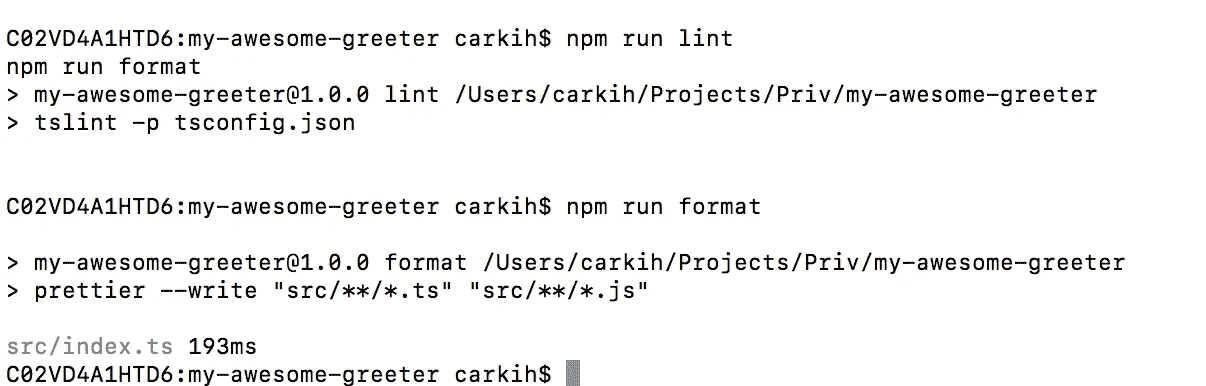 C02VD4A1HTD6:my-awesome-greeter carkih$ npm run lint
npm run format
> my-awesome-greeter@1.0.0 lint /Users/carkih/Projects/Priv/my-awesome-greeter
> tslint -p tsconfig.json
C02VD4A1HTD6:my-awesome-greeter carkih$ npm run format
> my-awesome-greeter@1.0.0 format /Users/carkih/Projects/Priv/my-awesome-greeter
> prettier --write "src/**/*.ts" "src/**/*.js"
src/index.ts 193ms
C02VD4A1HTD6:my-awesome-greeter carkih$